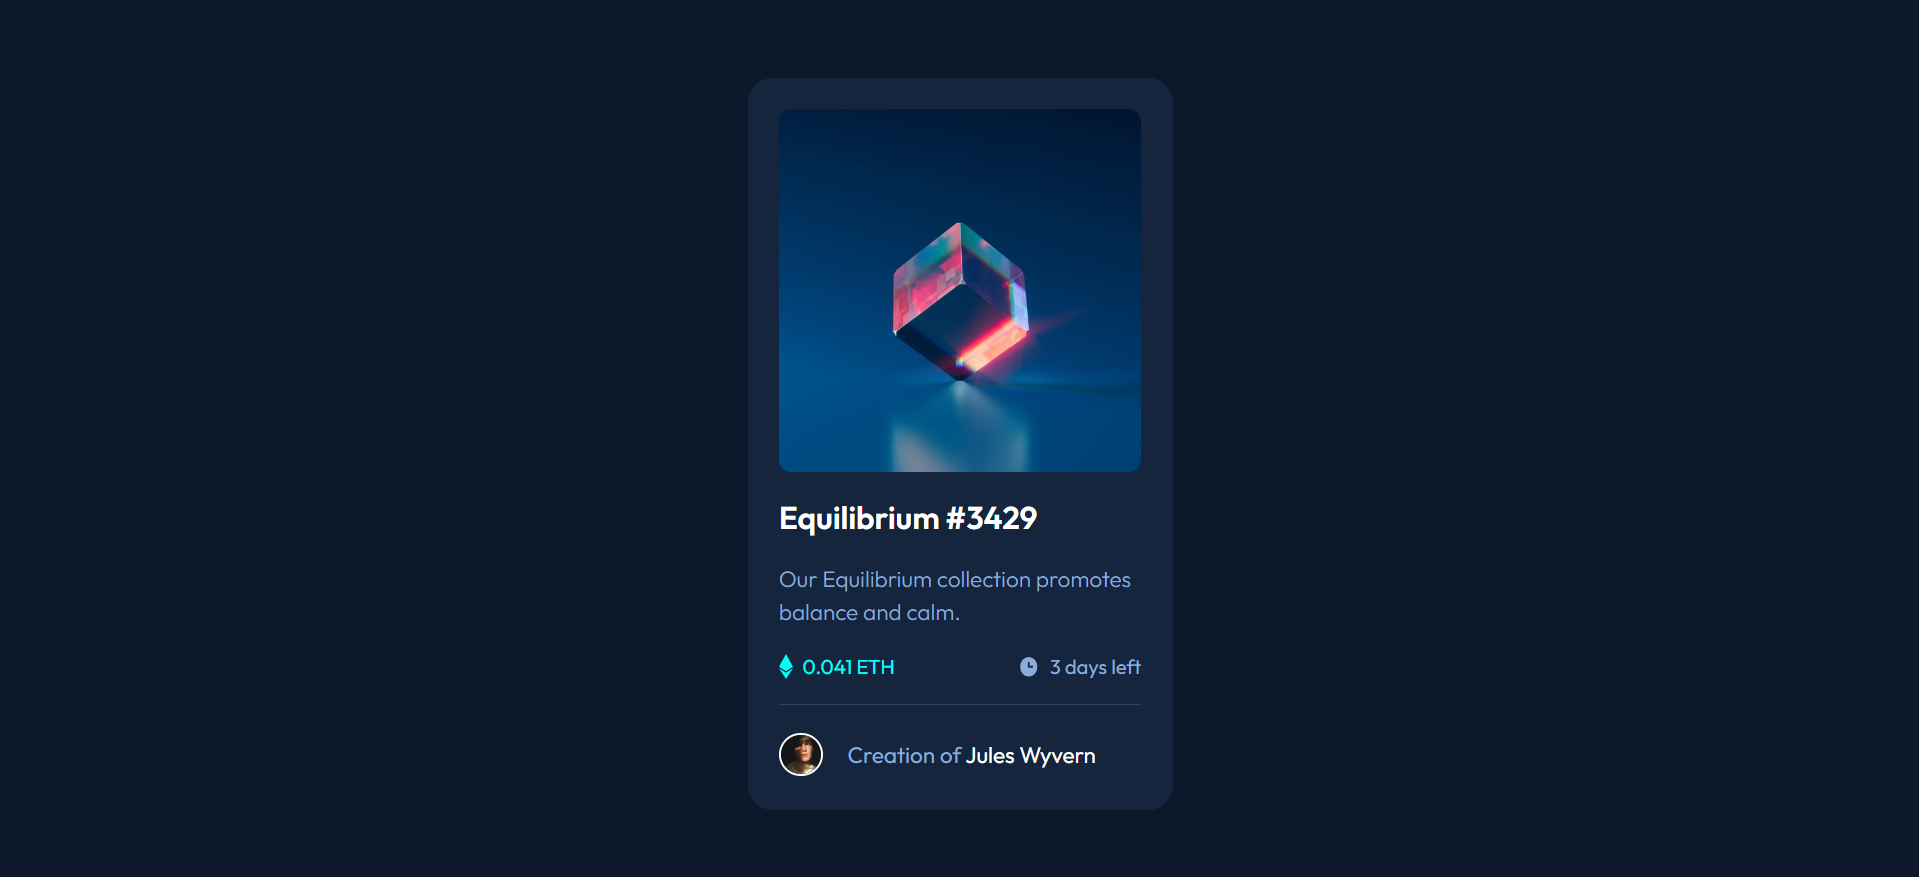 Equilibrium #3429
Our Equilibrium collection promotes
balance and calm.
0.041 ETH
3 days left
Creation of Jules Wyvern